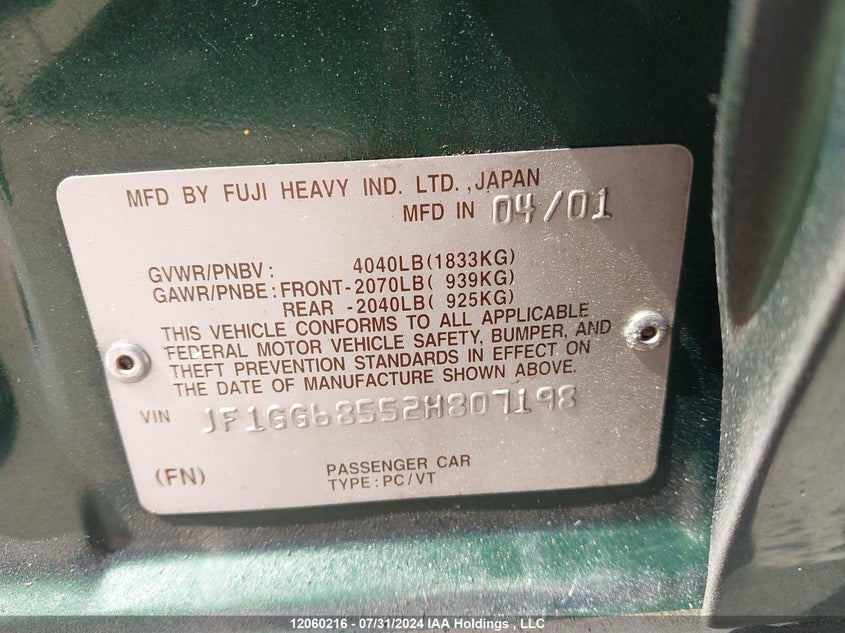 MFD BY FUJI HEAVY IND. LTD.,JAPAN
MFD IN 04/01
GVWR/PNBV: 4040LB(1833KG)
GAWR/PNBE: FRONT-2070LB( 939KG)
REAR -2040LB( 925KG)
THIS VEHICLE CONFORMS TO ALL APPLICABLE
FEDERAL MOTOR VEHICLE SAFETY, BUMPER, AND
THEFT PREVENTION STANDARDS IN EFFECT ON
THE DATE OF MANUFACTURE SHOWN ABOVE.
VIN JF1GG68552H807198
(FN) PASSENGER CAR
TYPE:PC/VT
12060216 - 07/31/2024 IAA Holdings , LLC